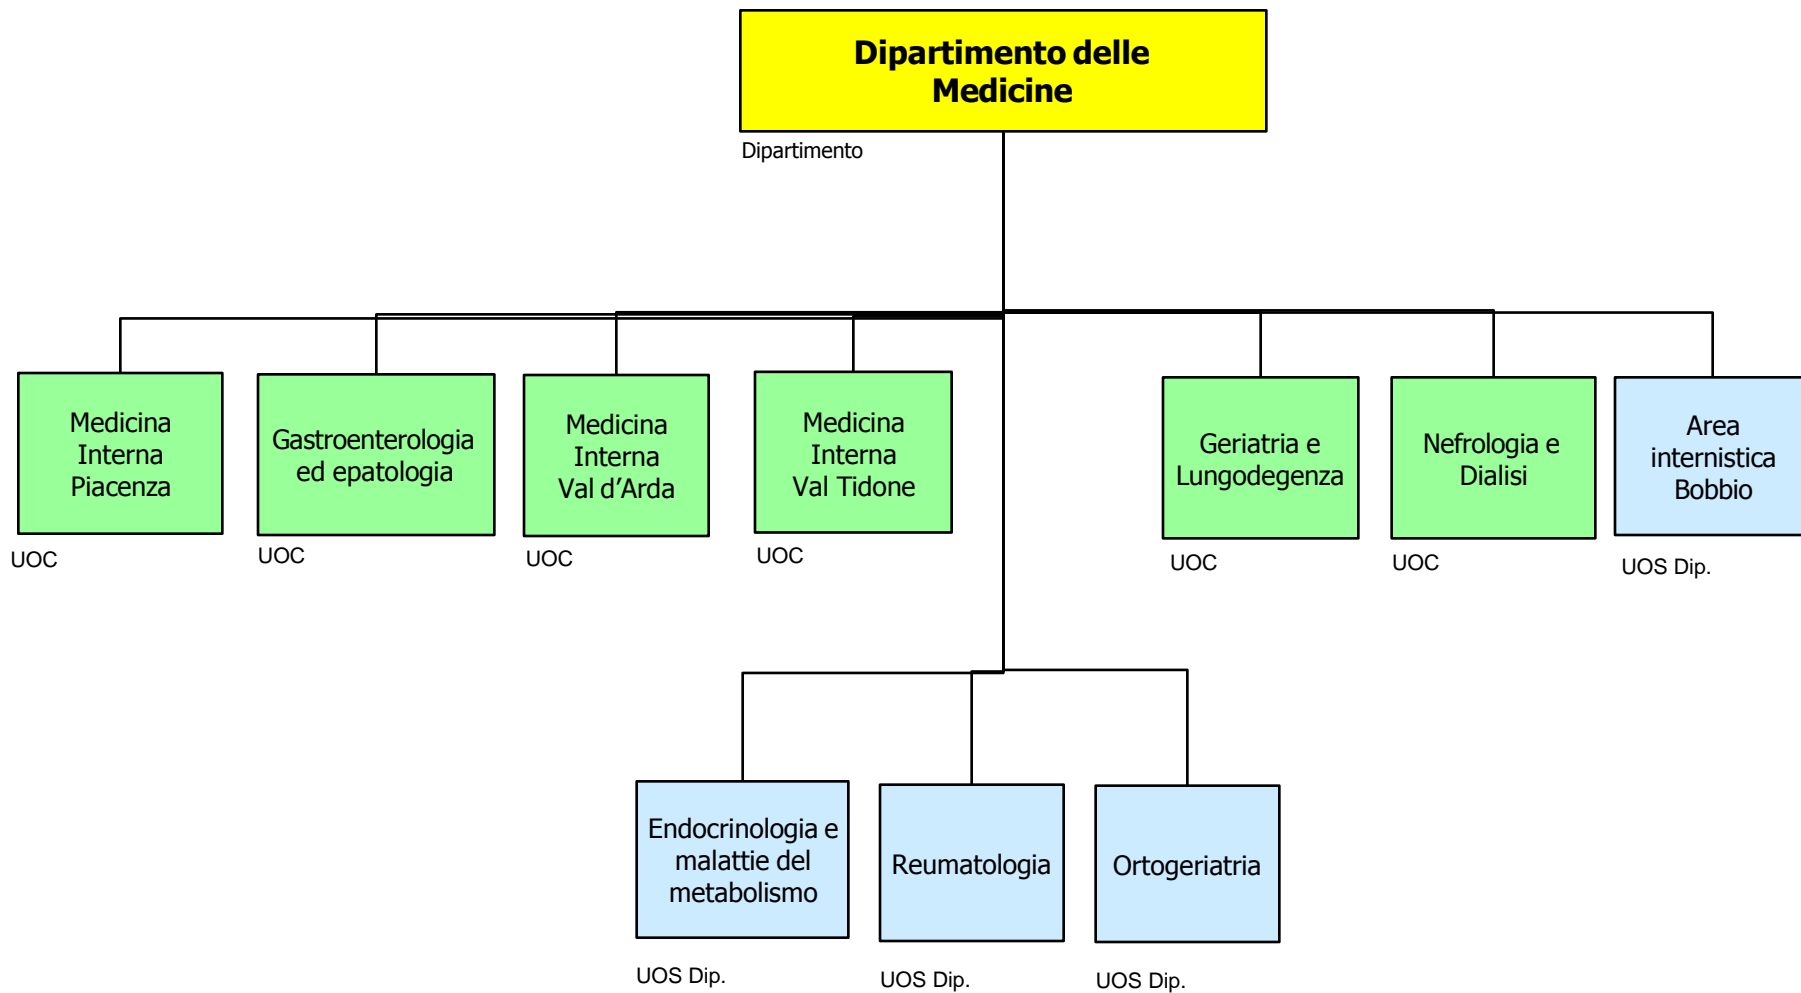 Dipartimento delle
Medicine
Dipartimento
Medicina
Interna
Piacenza
UOC
Gastroenterologia
ed epatologia
UOC
Medicina
Interna
Val d’Arda
UOC
Medicina
Interna
Val Tidone
UOC
Geriatria e
Lungodegenza
UOC
Nefrologia e
Dialisi
UOC
Area
internistica
Bobbio
UOS Dip.
Endocrinologia e
malattie del
metabolismo
UOS Dip.
Reumatologia
UOS Dip.
Ortogeriatria
UOS Dip.